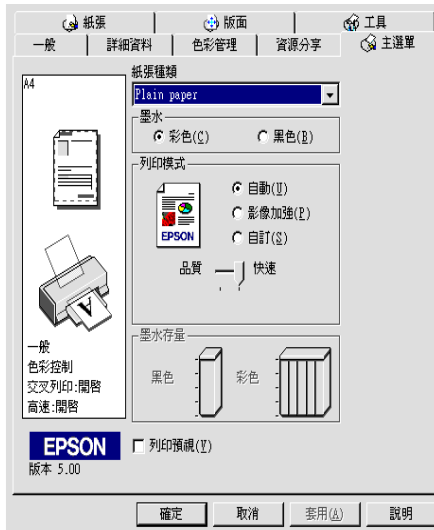 紙張 版面 工具
一般 詳細資料 色彩管理 資源分享 主選單
A4
紙張種類
Plain paper
墨水
彩色(C) 黑色(B)
列印模式
自動(U)
影像加強(P)
自訂(S)
EPSON
品質 快速
A
一般
色彩控制
交叉列印:開啓
高速:開啓
墨水存量
黑色 彩色
EPSON
版本 5.00
列印預視(V)
確定 取消 套用(A) 說明